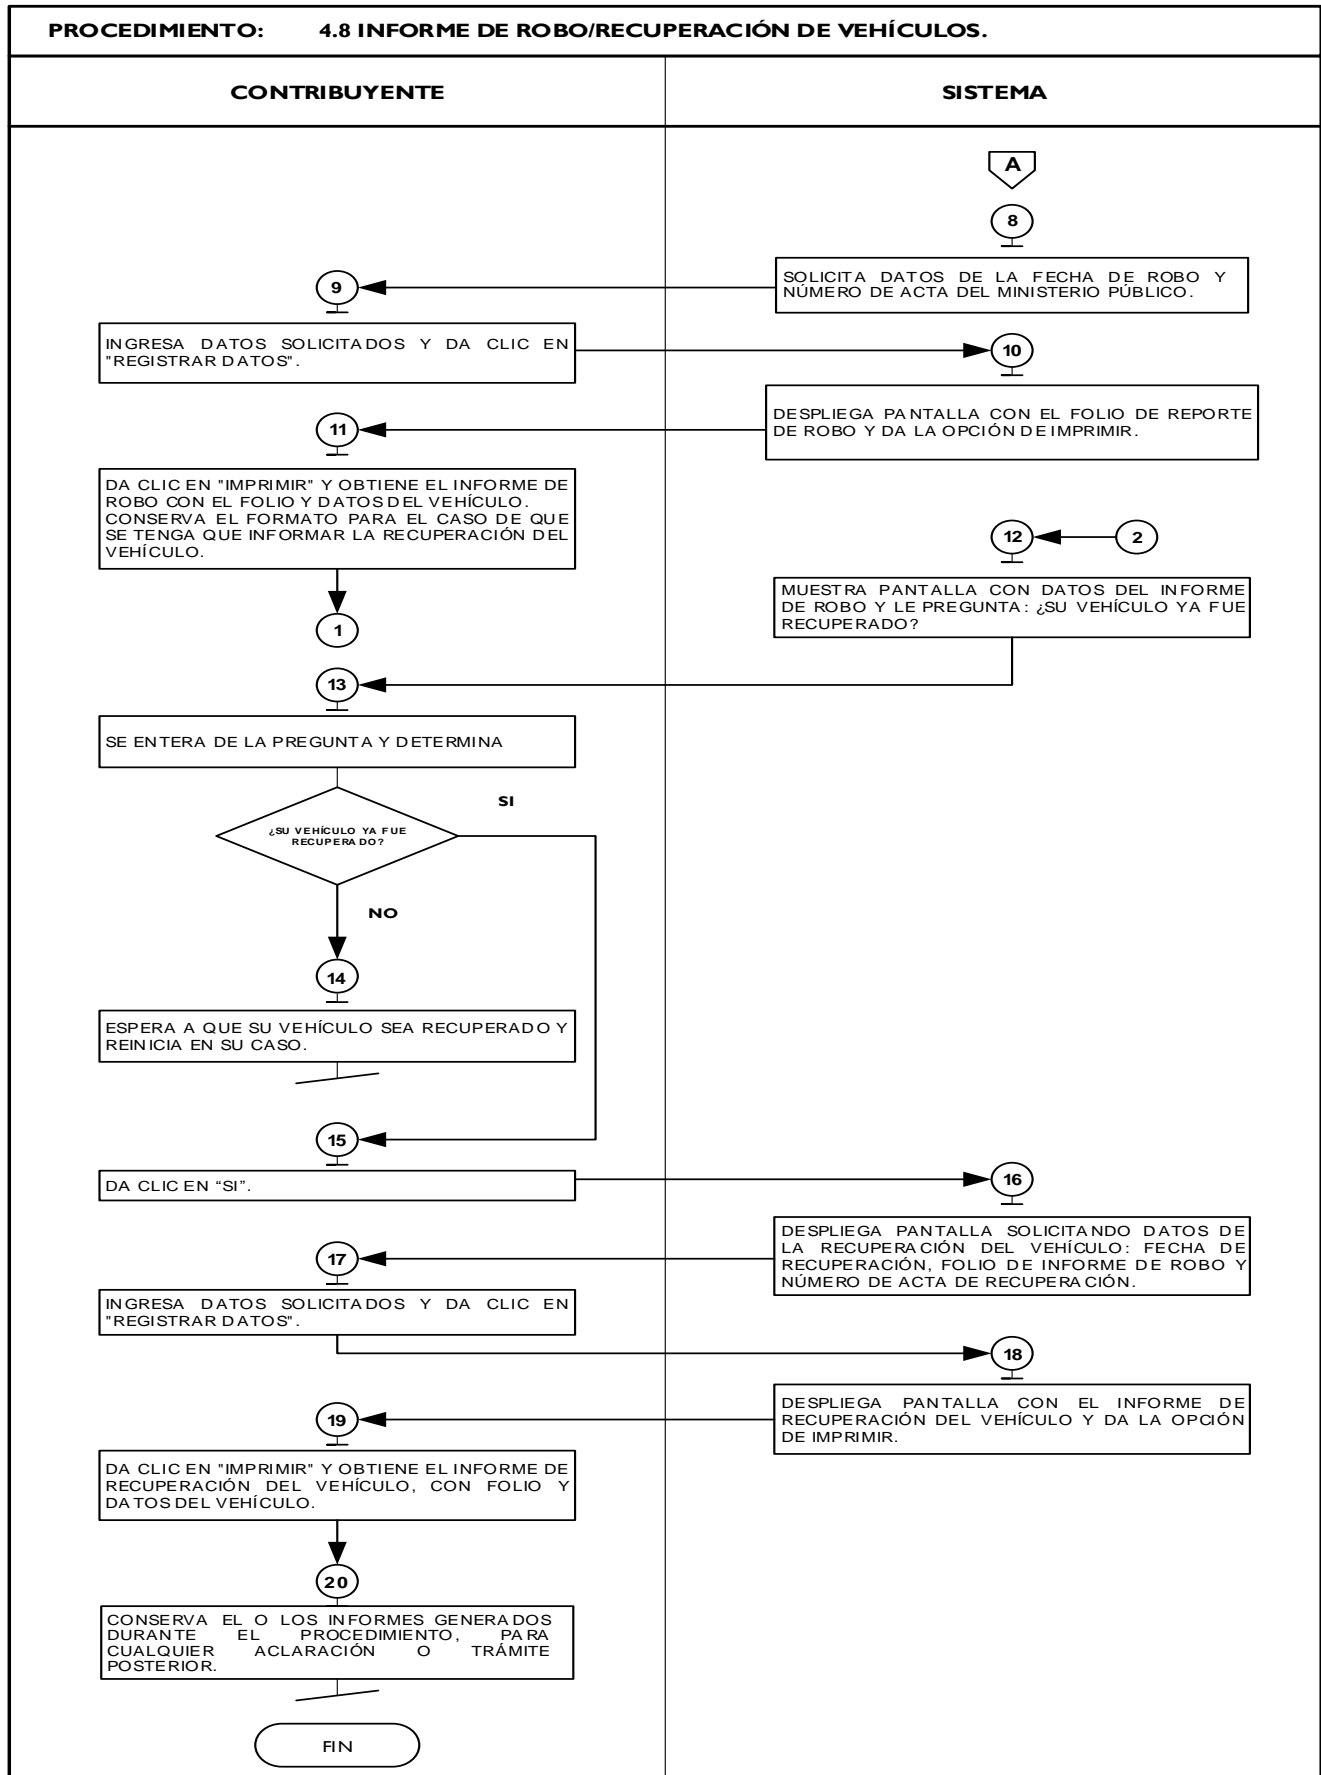 PROCEDIMIENTO: 4.8 INFORME DE ROBO/RECUPERACIÓN DE VEHÍCULOS.
CONTRIBUYENTE
SISTEMA
A
8
SOLICITA DATOS DE LA FECHA DE ROBO Y
NÚMERO DE ACTA DEL MINISTERIO PÚBLICO.
9
INGRESA DATOS SOLICITADOS Y DA CLIC EN
"REGISTRAR DATOS".
10
DESPLIEGA PANTALLA CON EL FOLIO DE REPORTE
DE ROBO Y DA LA OPCIÓN DE IMPRIMIR.
11
DA CLIC EN "IMPRIMIR" Y OBTIENE EL INFORME DE
ROBO CON EL FOLIO Y DATOS DEL VEHÍCULO.
CONSERVA EL FORMATO PARA EL CASO DE QUE
SE TENGA QUE INFORMAR LA RECUPERACIÓN DEL
VEHÍCULO.
1
12
2
MUESTRA PANTALLA CON DATOS DEL INFORME
DE ROBO Y LE PREGUNTA: ¿SU VEHÍCULO YA FUE
RECUPERADO?
13
SE ENTERA DE LA PREGUNTA Y DETERMINA
¿SU VEHÍCULO YA FUE
RECUPERADO?
SI
NO
14
ESPERA A QUE SU VEHÍCULO SEA RECUPERADO Y
REINICIA EN SU CASO.
15
DA CLIC EN “SI”.
16
DESPLIEGA PANTALLA SOLICITANDO DATOS DE
LA RECUPERACIÓN DEL VEHÍCULO: FECHA DE
RECUPERACIÓN, FOLIO DE INFORME DE ROBO Y
NÚMERO DE ACTA DE RECUPERACIÓN.
17
INGRESA DATOS SOLICITADOS Y DA CLIC EN
"REGISTRAR DATOS".
18
DESPLIEGA PANTALLA CON EL INFORME DE
RECUPERACIÓN DEL VEHÍCULO Y DA LA OPCIÓN
DE IMPRIMIR.
19
DA CLIC EN "IMPRIMIR" Y OBTIENE EL INFORME DE
RECUPERACIÓN DEL VEHÍCULO, CON FOLIO Y
DATOS DEL VEHÍCULO.
20
CONSERVA EL O LOS INFORMES GENERADOS
DURANTE EL PROCEDIMIENTO, PARA
CUALQUIER ACLARACIÓN O TRÁMITE
POSTERIOR.
FIN